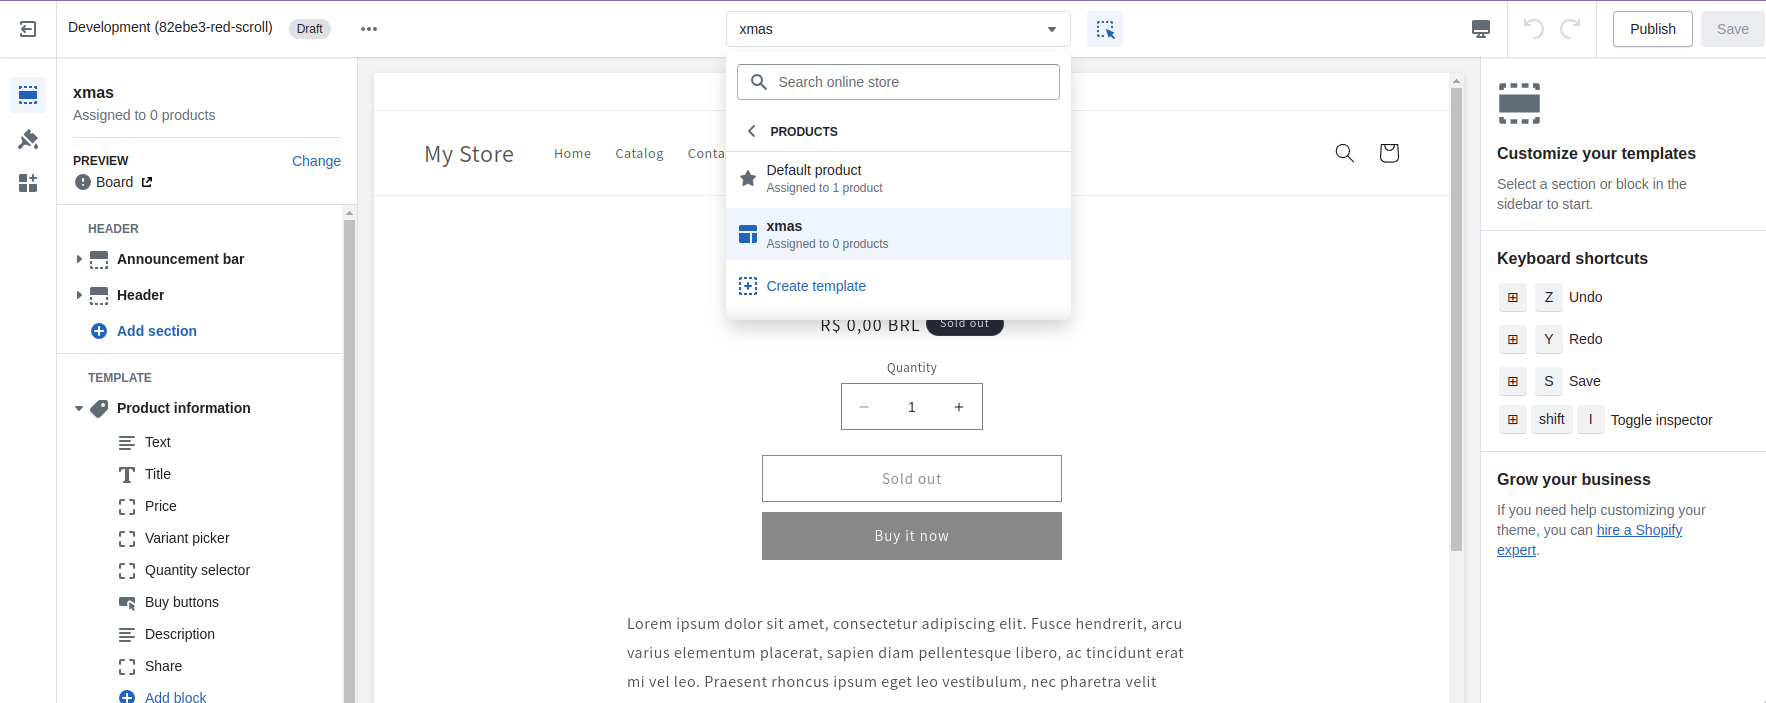 Development (82ebe3-red-scroll)
Draft
xmas
Publish
Save
xmas
Assigned to 0 products
PREVIEW
Change
Board
HEADER
Announcement bar
Header
Add section
TEMPLATE
Product information
Text
Title
Price
Variant picker
Quantity selector
Buy buttons
Description
Share
Add block
Search online store
PRODUCTS
Default product
Assigned to 1 product
xmas
Assigned to 0 products
Create template
My Store
Home
Catalog
Conta
R$ 0,00 BRL
Sold out
Quantity
− 1 +
Sold out
Buy it now
Lorem ipsum dolor sit amet, consectetur adipiscing elit. Fusce hendrerit, arcu
varius elementum placerat, sapien diam pellentesque libero, ac tincidunt erat
mi vel leo. Praesent rhoncus ipsum eget leo vestibulum, nec pharetra velit
Customize your templates
Select a section or block in the
sidebar to start.
Keyboard shortcuts
⊞ Z Undo
⊞ Y Redo
⊞ S Save
⊞ shift I Toggle inspector
Grow your business
If you need help customizing your
theme, you can hire a Shopify
expert.